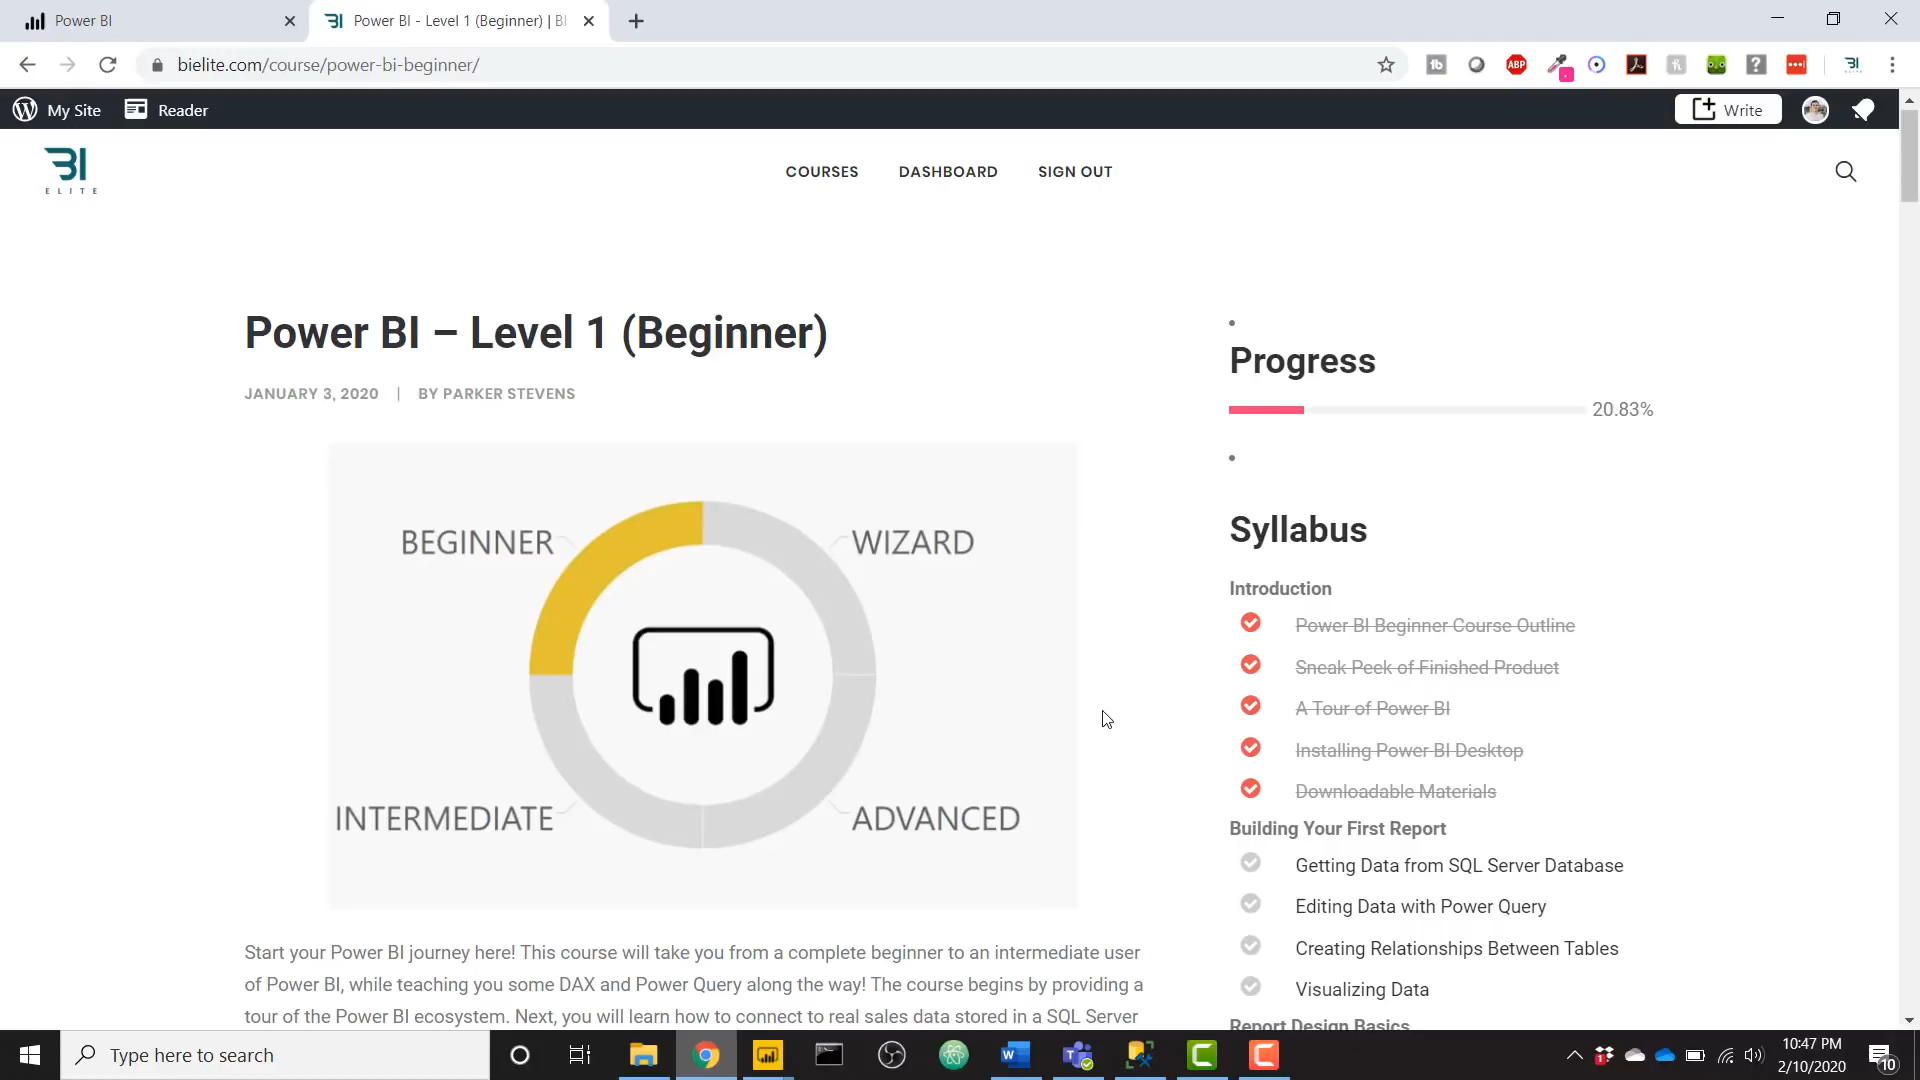 Power BI
Power BI - Level 1 (Beginner) | BI
bielite.com/course/power-bi-beginner/
ABP
BI
My Site
Reader
Write
BI
ELITE
COURSES
DASHBOARD
SIGN OUT
Power BI – Level 1 (Beginner)
JANUARY 3, 2020 | BY PARKER STEVENS
BEGINNER
WIZARD
INTERMEDIATE
ADVANCED
Start your Power BI journey here! This course will take you from a complete beginner to an intermediate user
of Power BI, while teaching you some DAX and Power Query along the way! The course begins by providing a
tour of the Power BI ecosystem. Next, you will learn how to connect to real sales data stored in a SQL Server
Progress
20.83%
Syllabus
Introduction
Power BI Beginner Course Outline
Sneak Peek of Finished Product
A Tour of Power BI
Installing Power BI Desktop
Downloadable Materials
Building Your First Report
Getting Data from SQL Server Database
Editing Data with Power Query
Creating Relationships Between Tables
Visualizing Data
Report Design Basics
Type here to search
10:47 PM
2/10/2020
10